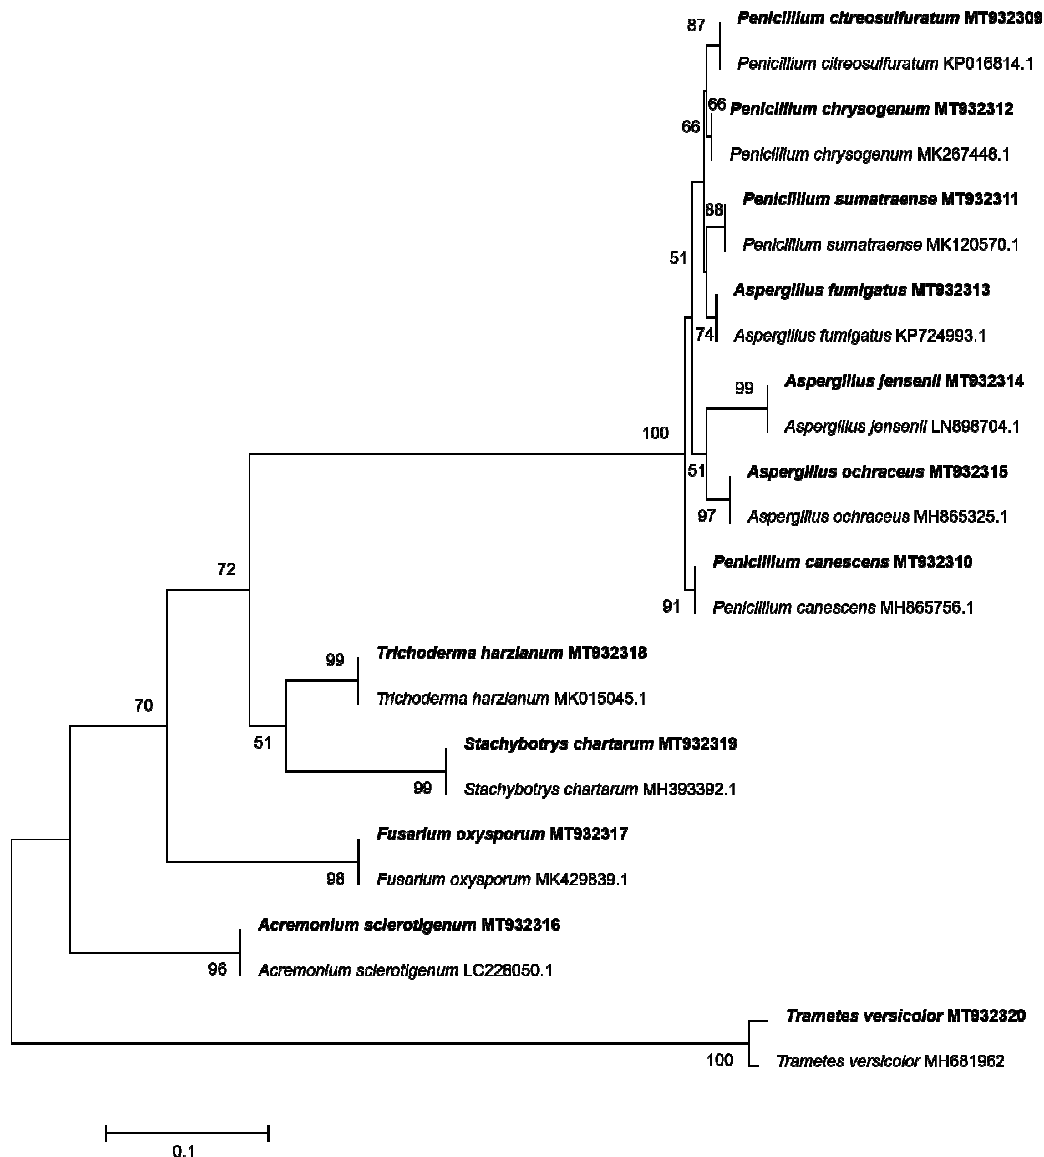 Penicillium citreosulfuratum MT932309
87
Penicillium citreosulfuratum KP016814.1
66
Penicillium chrysogenum MT932312
66
Penicillium chrysogenum MK267448.1
Penicillium sumatraense MT932311
88
Penicillium sumatraense MK120570.1
51
Aspergillus fumigatus MT932313
74
Aspergillus fumigatus KP724993.1
Aspergillus jensenii MT932314
99
Aspergillus jensenii LN898704.1
100
51
Aspergillus ochraceus MT932315
97
Aspergillus ochraceus MH865325.1
Penicillium canescens MT932310
72
91
Penicillium canescens MH865756.1
Trichoderma harzianum MT932318
99
Trichoderma harzianum MK015045.1
70
51
Stachybotrys chartarum MT932319
99
Stachybotrys chartarum MH393392.1
Fusarium oxysporum MT932317
98
Fusarium oxysporum MK429839.1
Acremonium sclerotigenum MT932316
96
Acremonium sclerotigenum LC228050.1
Trametes versicolor MT932320
100
Trametes versicolor MH681962
0.1